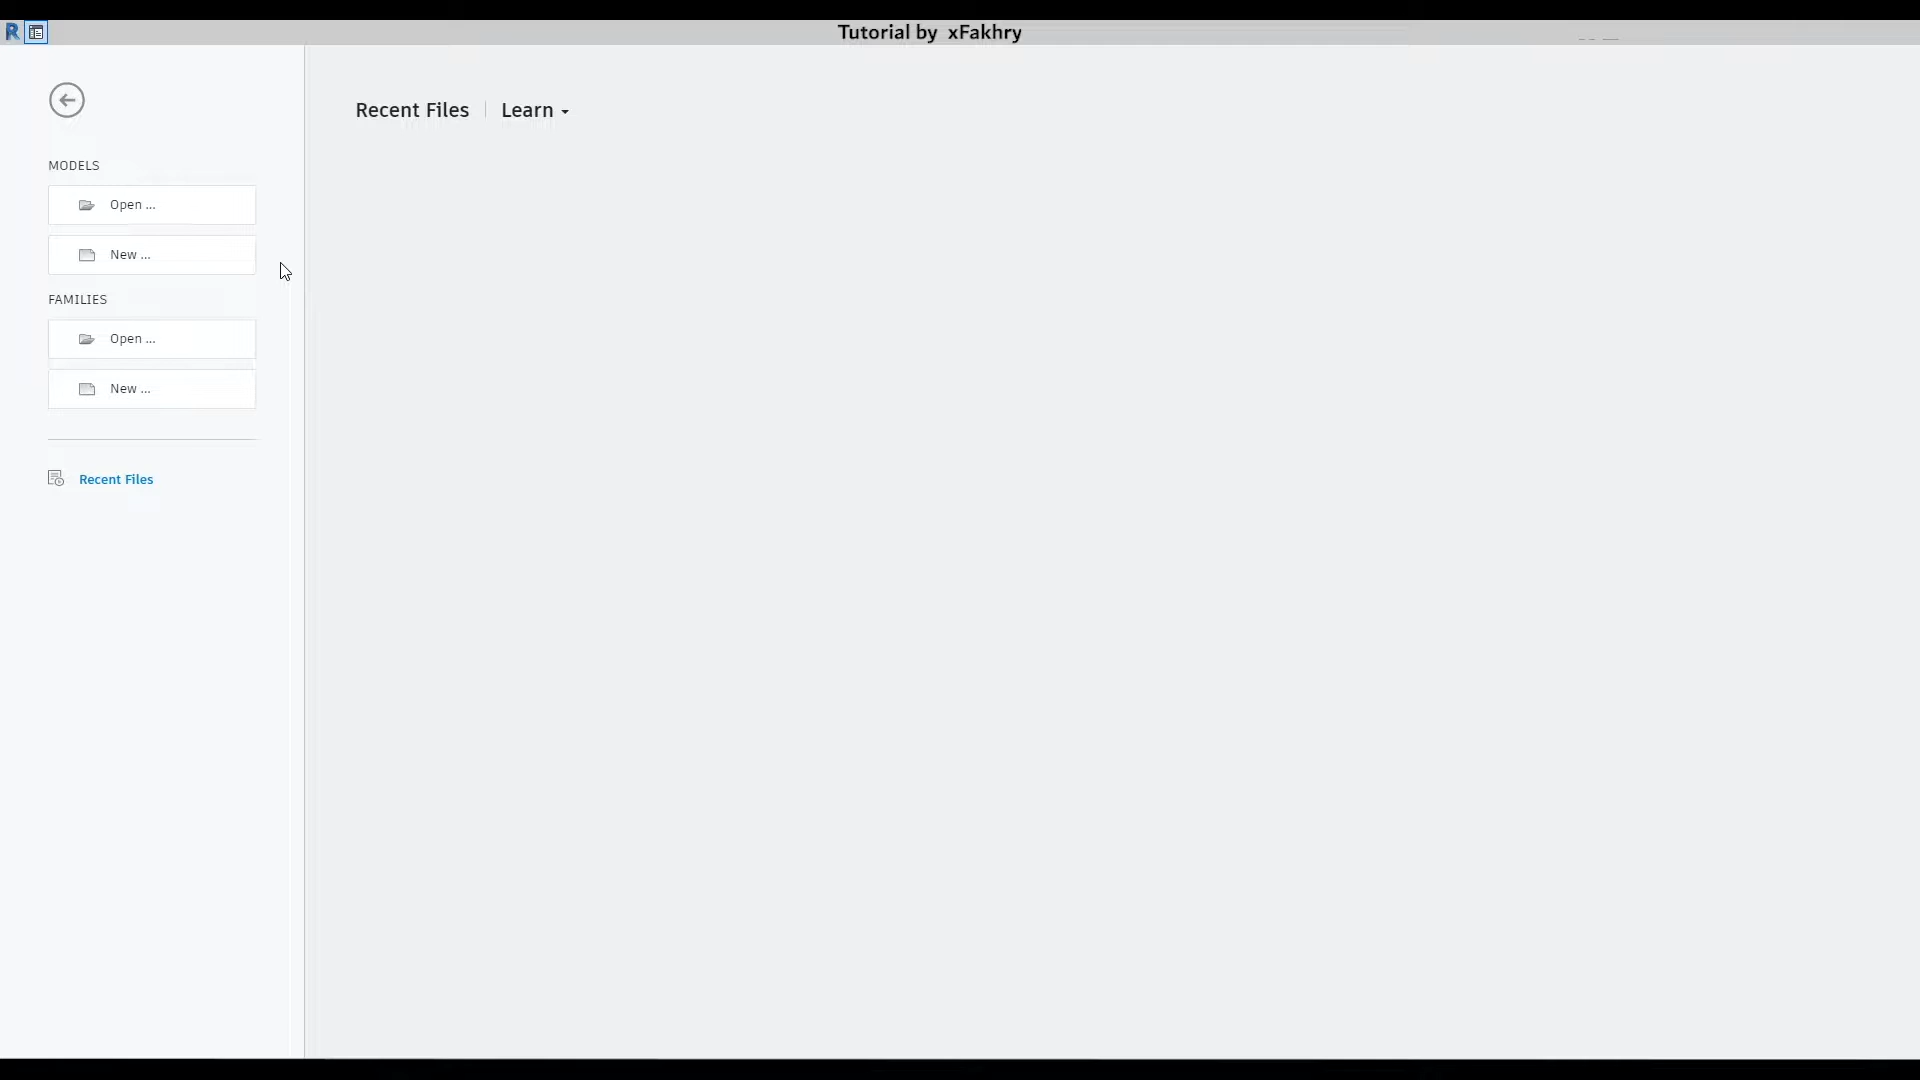 R
Tutorial by xFakhry
Recent Files
Learn
MODELS
Open ...
New ...
FAMILIES
Open ...
New ...
Recent Files